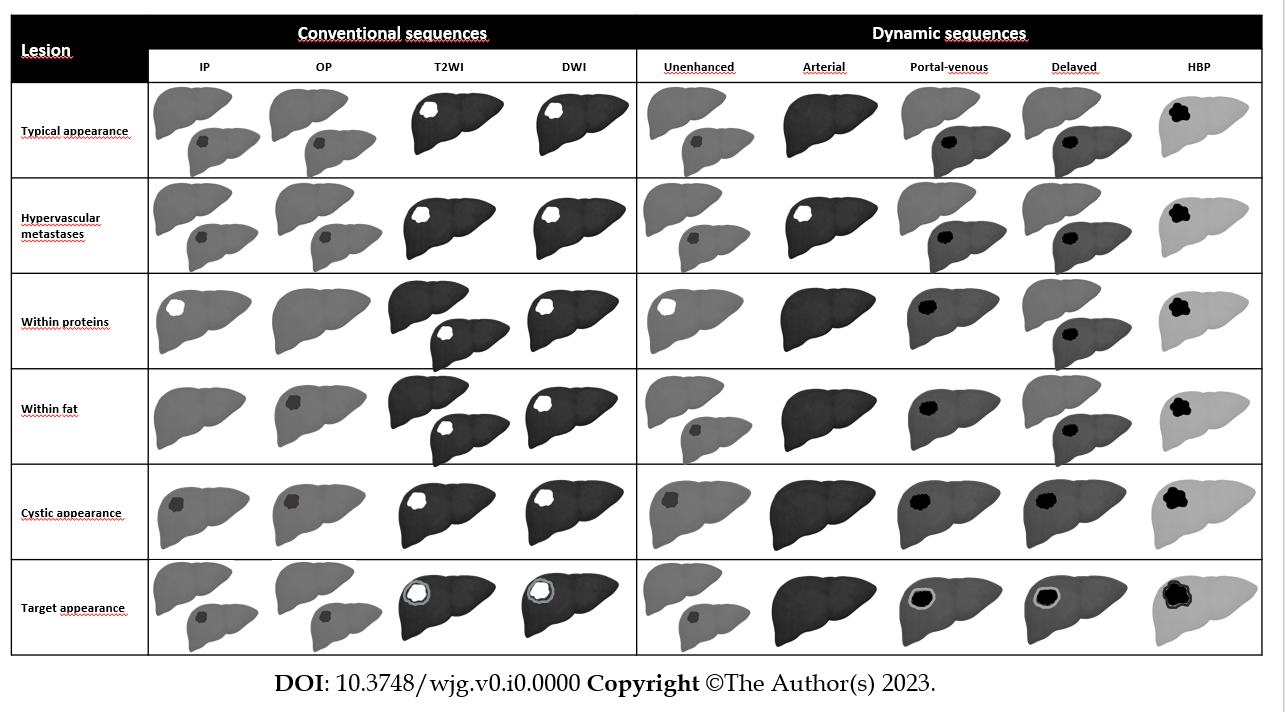 Lesion
Conventional sequences
Dynamic sequences
IP
OP
T2WI
DWI
Unenhanced
Arterial
Portal-venous
Delayed
HBP
Typical appearance
Hypervascular
metastases
Within proteins
Within fat
Cystic appearance
Target appearance
DOI: 10.3748/wjg.v0.i0.0000 Copyright ©The Author(s) 2023.